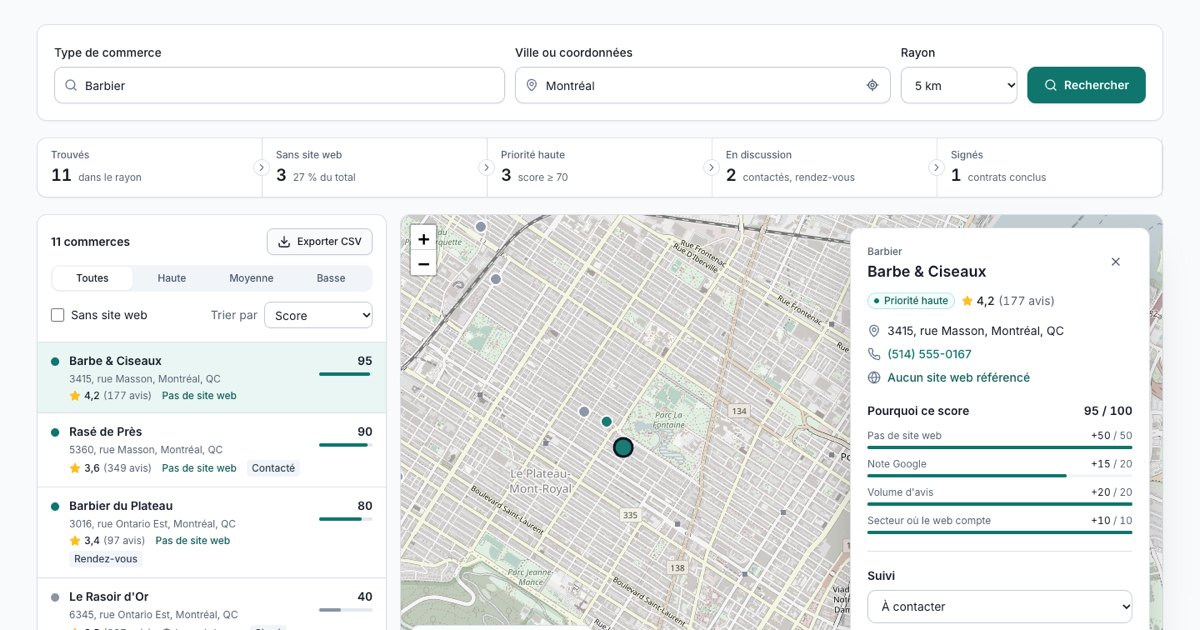 Type de commerce
Barbier
Ville ou coordonnées
Montréal
Rayon
5 km
Rechercher
Trouvés
11 dans le rayon
Sans site web
3 27 % du total
Priorité haute
3 score ≥ 70
En discussion
2 contactés, rendez-vous
Signés
1 contrats conclus
11 commerces
Exporter CSV
Toutes Haute Moyenne Basse
Sans site web
Trier par Score
Barbe & Ciseaux 95
3415, rue Masson, Montréal, QC
4,2 (177 avis) Pas de site web
Rasé de Près 90
5360, rue Masson, Montréal, QC
3,6 (349 avis) Pas de site web Contacté
Barbier du Plateau 80
3016, rue Ontario Est, Montréal, QC
3,4 (97 avis) Pas de site web
Rendez-vous
Le Rasoir d'Or 40
6345, rue Ontario Est, Montréal, QC
+
−
Rue Frontenac
Rue D'Iberville
Rue Fullum
Parc La
Fontaine
134
Le Plateau-
Mont-Royal
Boulevard Saint-Laurent
335
138
Parc Jeanne-
Mance
Boulevard Saint-Laurent
Barbier
Barbe & Ciseaux
Priorité haute 4,2 (177 avis)
3415, rue Masson, Montréal, QC
(514) 555-0167
Aucun site web référencé
Pourquoi ce score 95 / 100
Pas de site web +50 / 50
Note Google +15 / 20
Volume d'avis +20 / 20
Secteur où le web compte +10 / 10
Suivi
À contacter